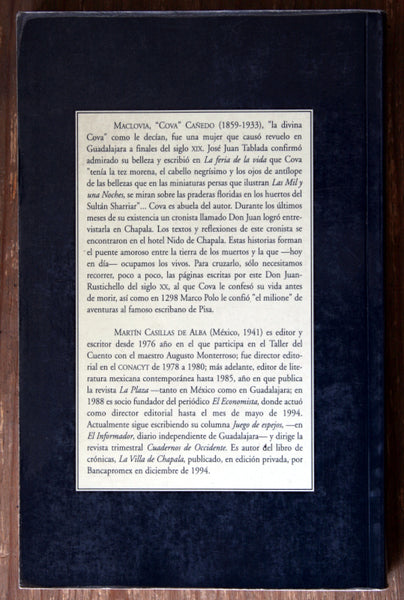 MACLOVIA, "COVA" CAÑEDO (1859-1933), "la divina
Cova" como le decían, fue una mujer que causó revuelo en
Guadalajara a finales del siglo XIX. José Juan Tablada confirmó
admirado su belleza y escribió en La feria de la vida que Cova
"tenía la tez morena, el cabello negrísimo y los ojos de antílope
de las bellezas que en las miniaturas persas que ilustran Las Mil y
una Noches, se miran sobre las praderas floridas en los huertos del
Sultán Sharriar"... Cova es abuela del autor. Durante los últimos
meses de su existencia un cronista llamado Don Juan logró entre-
vistarla en Chapala. Los textos y reflexiones de este cronista se
encontraron en el hotel Nido de Chapala. Estas historias forman
el puente amoroso entre la tierra de los muertos y la que —hoy
en día— ocupamos los vivos. Para cruzarlo, sólo necesitamos
recorrer, poco a poco, las páginas escritas por este Don Juan-
Rustichello del siglo XX, al que Cova le confesó su vida antes
de morir, así como en 1298 Marco Polo le confió "el milione" de
aventuras al famoso escribano de Pisa.
MARTÍN CASILLAS DE ALBA (México, 1941) es editor y
escritor desde 1976 año en el que participa en el Taller del
Cuento con el maestro Augusto Monterroso; fue director edito-
rial en el CONACYT de 1978 a 1980; más adelante, editor de lite-
ratura mexicana contemporánea hasta 1985, año en que publica
la revista La Plaza —tanto en México como en Guadalajara; en
1988 es socio fundador del periódico El Economista, donde actuó
como director editorial hasta el mes de mayo de 1994.
Actualmente sigue escribiendo su columna Juego de espejos, —en
El Informador, diario independiente de Guadalajara— y dirige la
revista trimestral Cuadernos de Occidente. Es autor del libro de
crónicas, La Villa de Chapala, publicado, en edición privada, por
Bancapromex en diciembre de 1994.